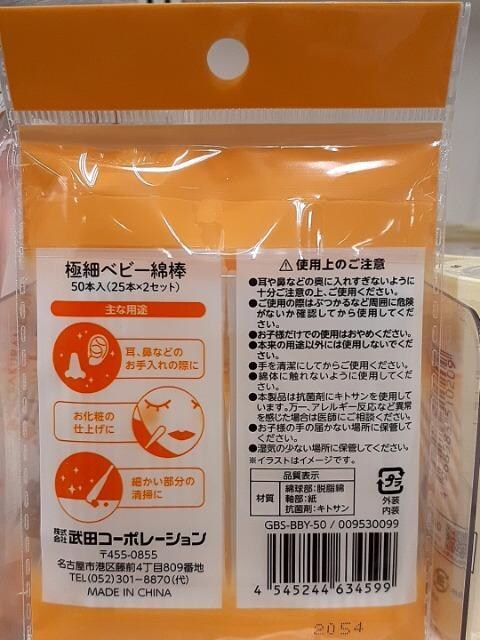 極細ベビー綿棒
50本入(25本×2セット)
主な用途
耳、鼻などの
お手入れの際に
お化粧の
仕上げに
細かい部分の
清掃に
株式会社 武田コーポレーション
〒455-0855
名古屋市港区藤前4丁目809番地
TEL(052)301-8870(代)
MADE IN CHINA
⚠使用上のご注意
●耳や鼻などの奥に入れすぎないように
十分ご注意の上、ご使用ください。
●ご使用の際はぶつかるなど周囲に危険
がないか確認してから使用してくださ
い。
●お子様だけでの使用はおやめください。
●本来の用途以外には使用しないでくだ
さい。
●手を清潔にしてからご使用ください。
●綿体に触れないように使用してくだ
さい。
●本製品は抗菌剤にキトサンを使用して
います。万一、アレルギー反応など異常
を感じた場合は医師にご相談ください。
●お子様の手の届かない場所に保管して
ください。
●湿気の少ない場所に保管してください。
※イラストはイメージです。
品質表示
材質
綿球部:脱脂綿
軸部:紙
抗菌剤:キトサン
プラ
外装
内装
GBS-BBY-50 / 009530099
4 545244 634599
2054